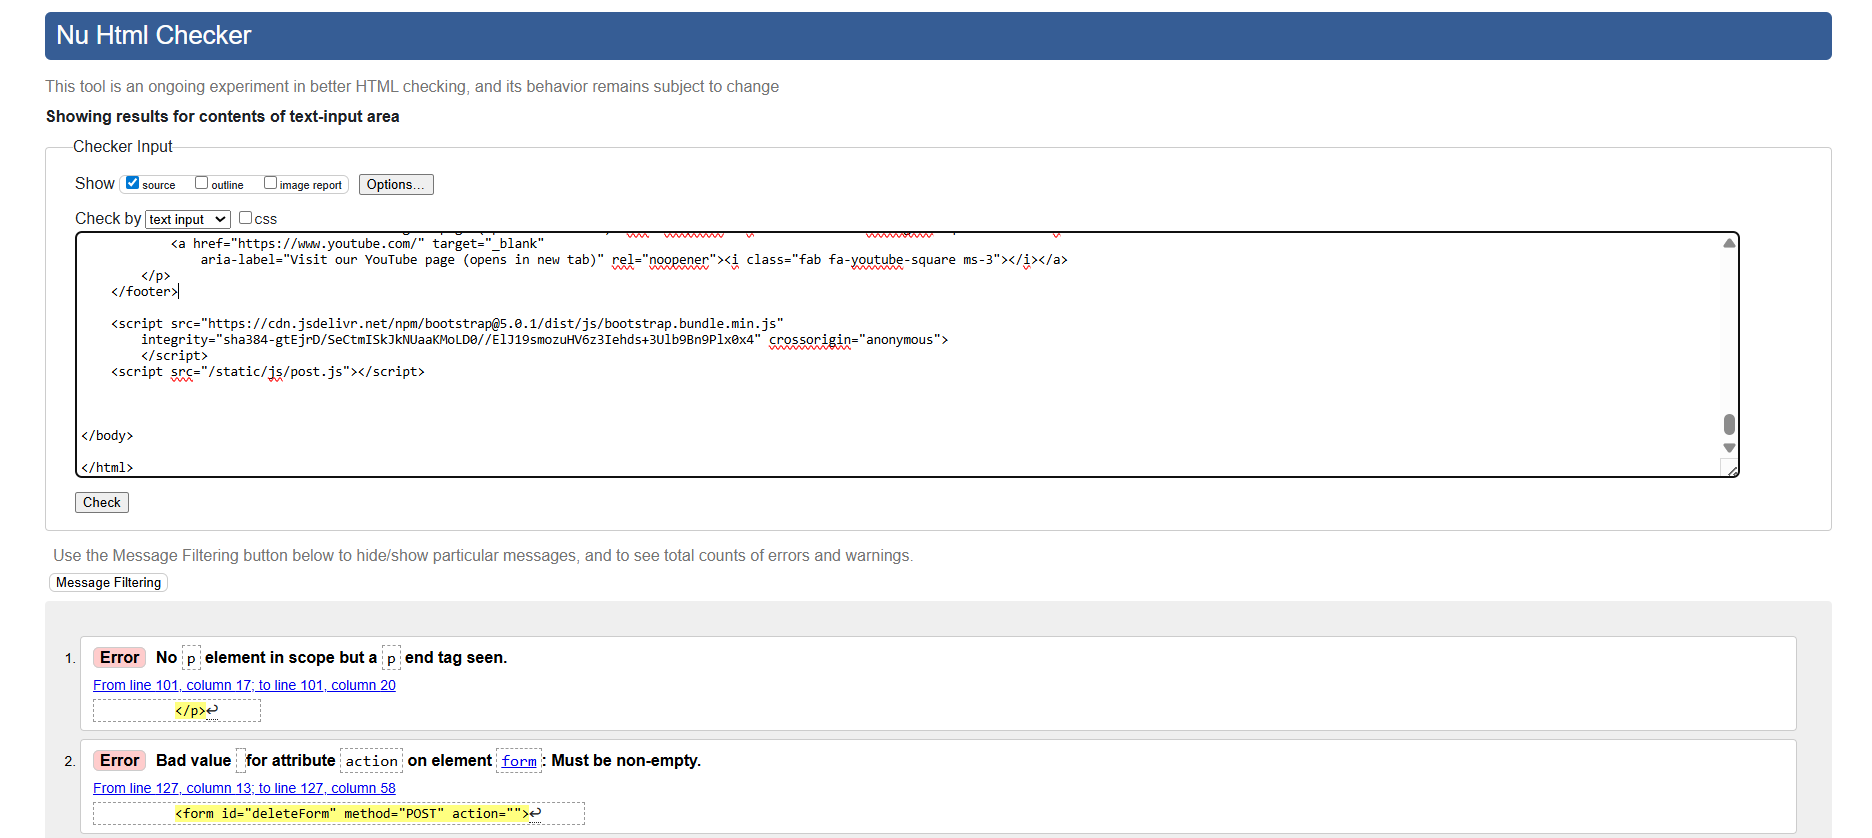 Nu Html Checker
This tool is an ongoing experiment in better HTML checking, and its behavior remains subject to change
Showing results for contents of text-input area
Checker Input
Show source outline image report Options...
Check by text input css
<a href="https://www.youtube.com/" target="_blank"
aria-label="Visit our YouTube page (opens in new tab)" rel="noopener"><i class="fab fa-youtube-square ms-3"></i></a>
</p>
</footer>
<script src="https://cdn.jsdelivr.net/npm/bootstrap@5.0.1/dist/js/bootstrap.bundle.min.js"
integrity="sha384-gtEjrD/SeCtmISkJkNUaaKMoLD0//ElJ19smozuHV6z3Iehds+3Ulb9Bn9Plx0x4" crossorigin="anonymous">
</script>
<script src="/static/js/post.js"></script>
</body>
</html>
Check
Use the Message Filtering button below to hide/show particular messages, and to see total counts of errors and warnings.
Message Filtering
1. Error No p element in scope but a p end tag seen.
From line 101, column 17; to line 101, column 20
</p>↩
2. Error Bad value for attribute action on element form: Must be non-empty.
From line 127, column 13; to line 127, column 58
<form id="deleteForm" method="POST" action="">↩